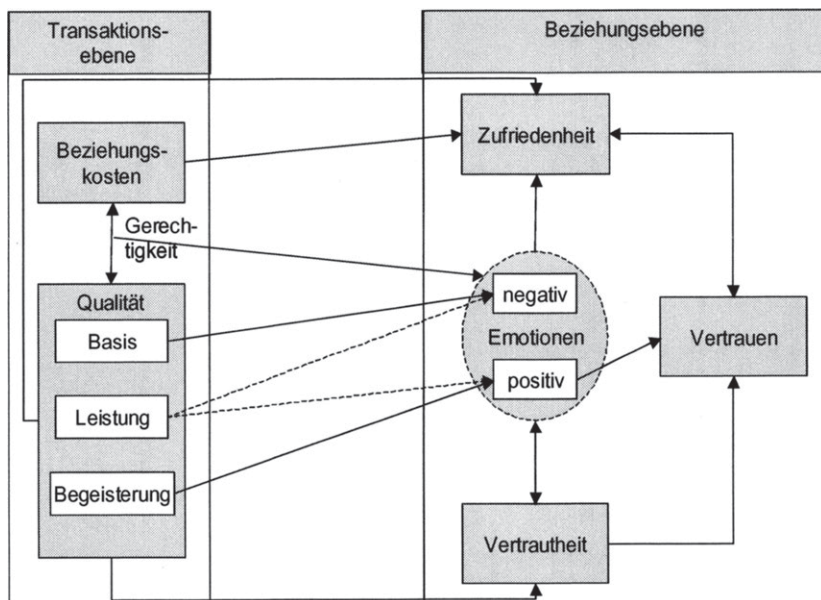 Transaktions-
ebene
Beziehungsebene
Beziehungs-
kosten
Zufriedenheit
Gerech-
tigkeit
Qualität
Basis
Leistung
Begeisterung
negativ
Emotionen
positiv
Vertrauen
Vertrautheit